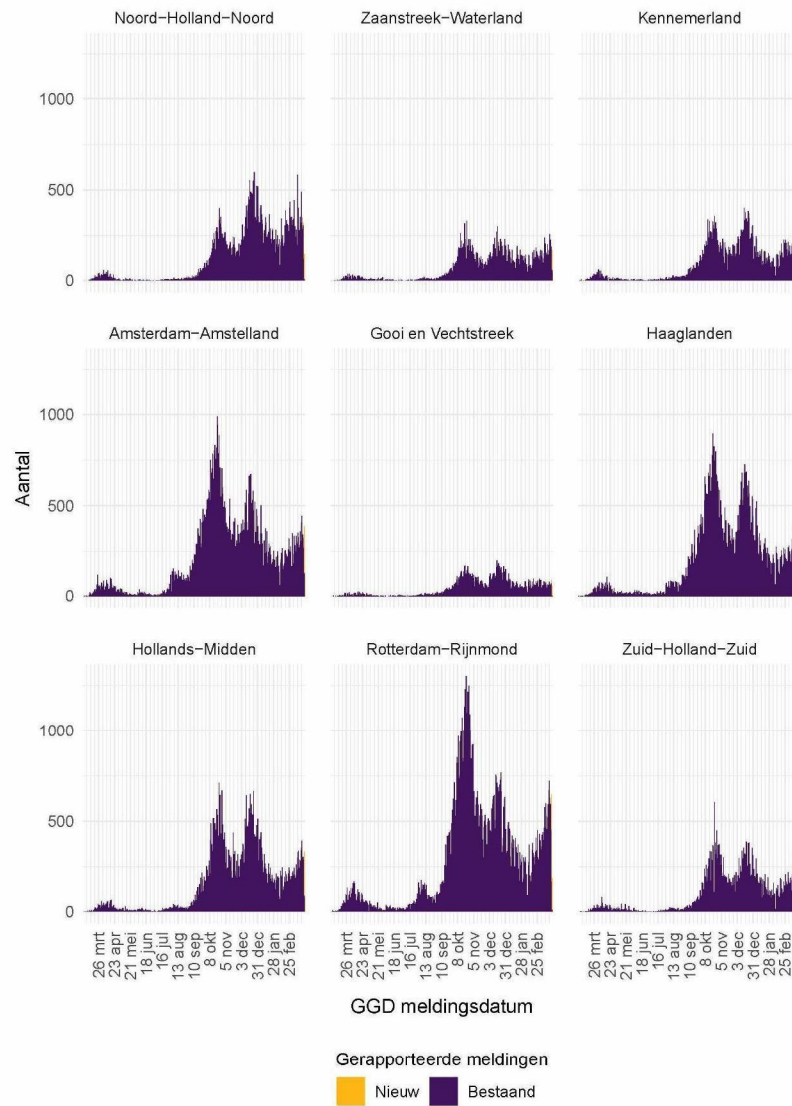 Noord−Holland−Noord Zaanstreek−Waterland Kennemerland
1000
500
0
Amsterdam−Amstelland Gooi en Vechtstreek Haaglanden
1000
500
0
Aantal
Hollands−Midden Rotterdam−Rijnmond Zuid−Holland−Zuid
1000
500
0
26 mrt 23 apr 21 mei 18 jun 16 jul 13 aug 10 sep 8 okt 5 nov 3 dec 31 dec 28 jan 25 feb 26 mrt 23 apr 21 mei 18 jun 16 jul 13 aug 10 sep 8 okt 5 nov 3 dec 31 dec 28 jan 25 feb 26 mrt 23 apr 21 mei 18 jun 16 jul 13 aug 10 sep 8 okt 5 nov 3 dec 31 dec 28 jan 25 feb
GGD meldingsdatum
Gerapporteerde meldingen
Nieuw Bestaand